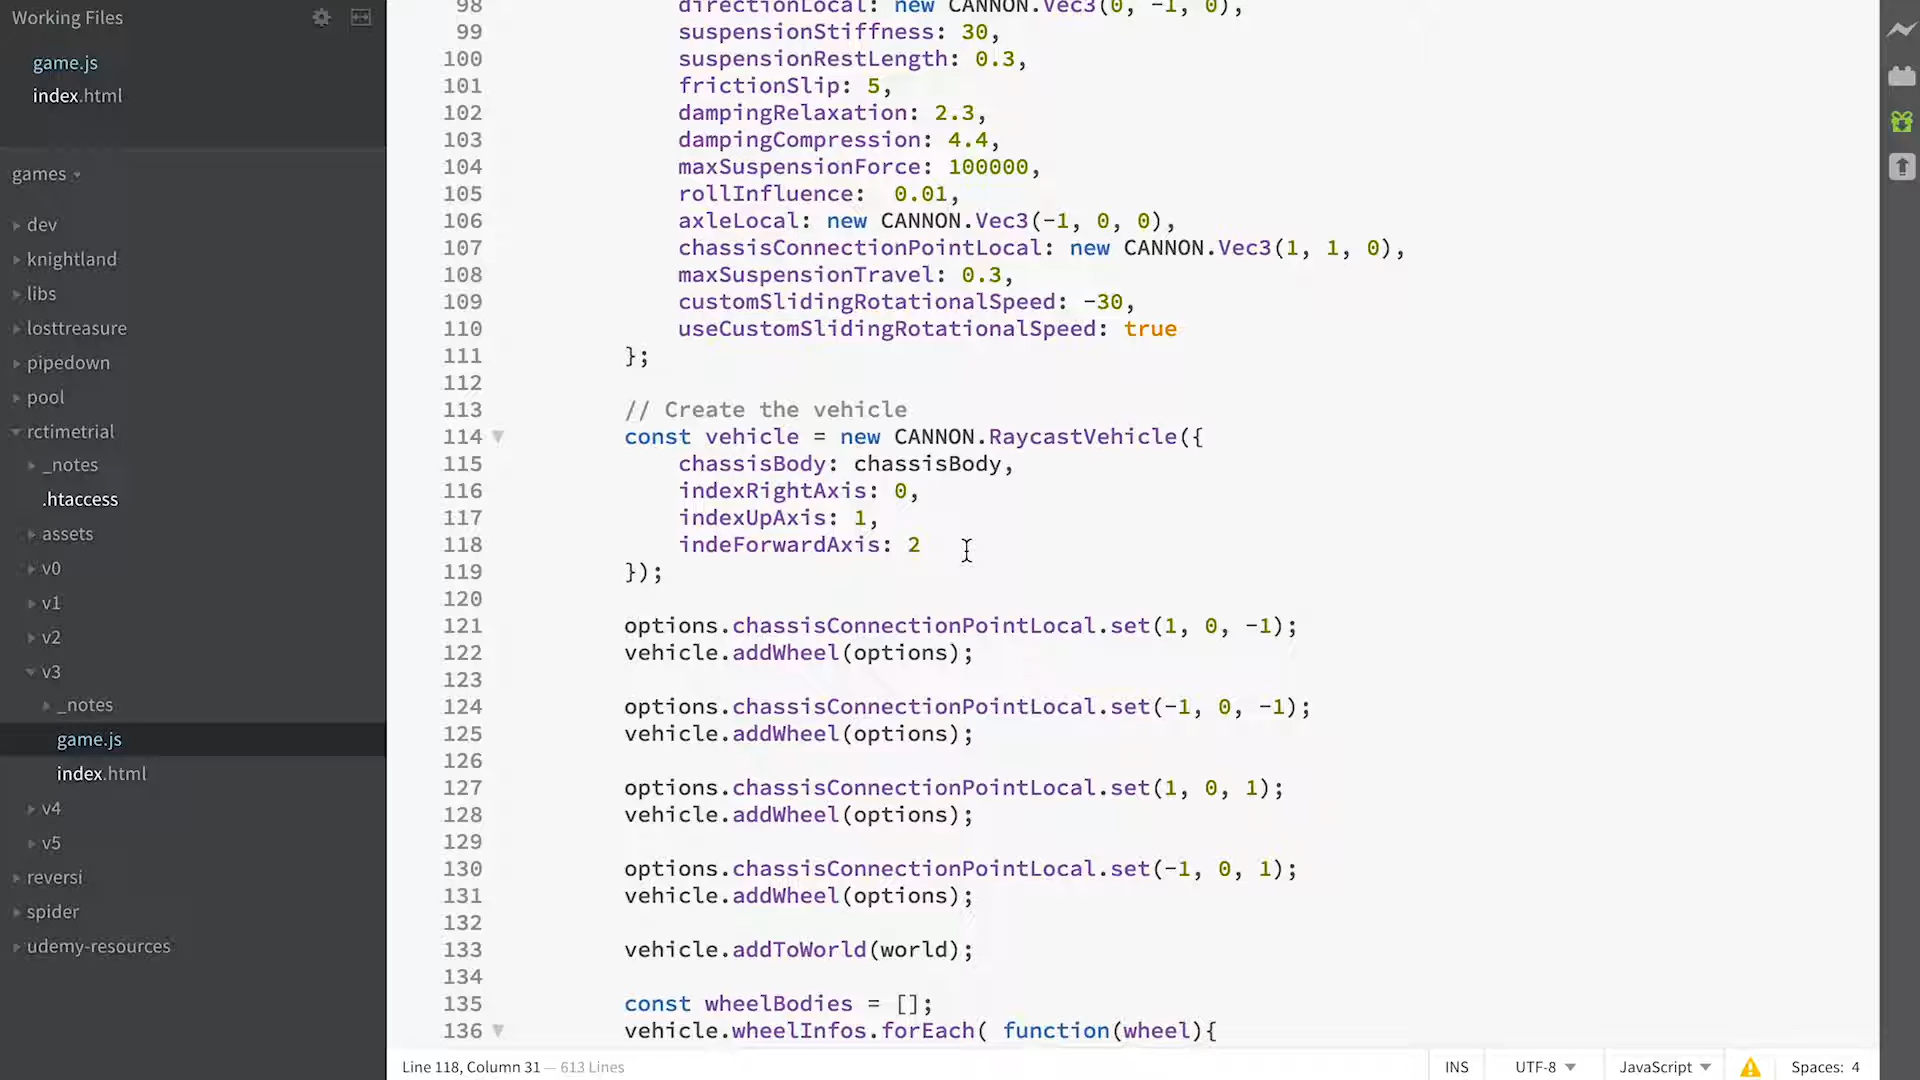 Working Files
game.js
index.html
games
dev
knightland
libs
losttreasure
pipedown
pool
rctimetrial
_notes
.htaccess
assets
v0
v1
v2
v3
_notes
game.js
index.html
v4
v5
reversi
spider
udemy-resources
98 directionLocal: new CANNON.Vec3(0, -1, 0),
99 suspensionStiffness: 30,
100 suspensionRestLength: 0.3,
101 frictionSlip: 5,
102 dampingRelaxation: 2.3,
103 dampingCompression: 4.4,
104 maxSuspensionForce: 100000,
105 rollInfluence:  0.01,
106 axleLocal: new CANNON.Vec3(-1, 0, 0),
107 chassisConnectionPointLocal: new CANNON.Vec3(1, 1, 0),
108 maxSuspensionTravel: 0.3,
109 customSlidingRotationalSpeed: -30,
110 useCustomSlidingRotationalSpeed: true
111 };
112
113 // Create the vehicle
114 const vehicle = new CANNON.RaycastVehicle({
115 chassisBody: chassisBody,
116 indexRightAxis: 0,
117 indexUpAxis: 1,
118 indeForwardAxis: 2
119 });
120
121 options.chassisConnectionPointLocal.set(1, 0, -1);
122 vehicle.addWheel(options);
123
124 options.chassisConnectionPointLocal.set(-1, 0, -1);
125 vehicle.addWheel(options);
126
127 options.chassisConnectionPointLocal.set(1, 0, 1);
128 vehicle.addWheel(options);
129
130 options.chassisConnectionPointLocal.set(-1, 0, 1);
131 vehicle.addWheel(options);
132
133 vehicle.addToWorld(world);
134
135 const wheelBodies = [];
136 vehicle.wheelInfos.forEach( function(wheel){
Line 118, Column 31 — 613 Lines
INS
UTF-8
JavaScript
Spaces: 4